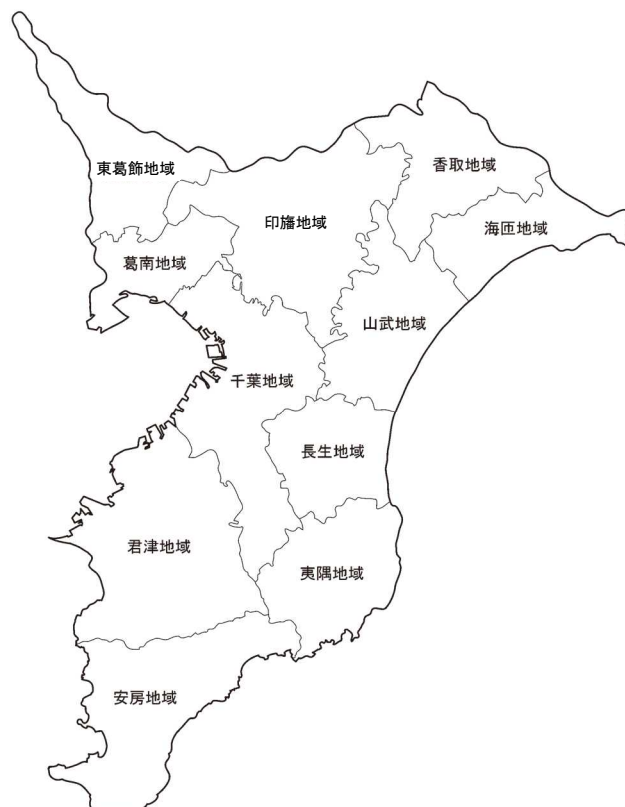 東葛飾地域
香取地域
印旛地域
海匝地域
葛南地域
山武地域
千葉地域
長生地域
君津地域
夷隅地域
安房地域